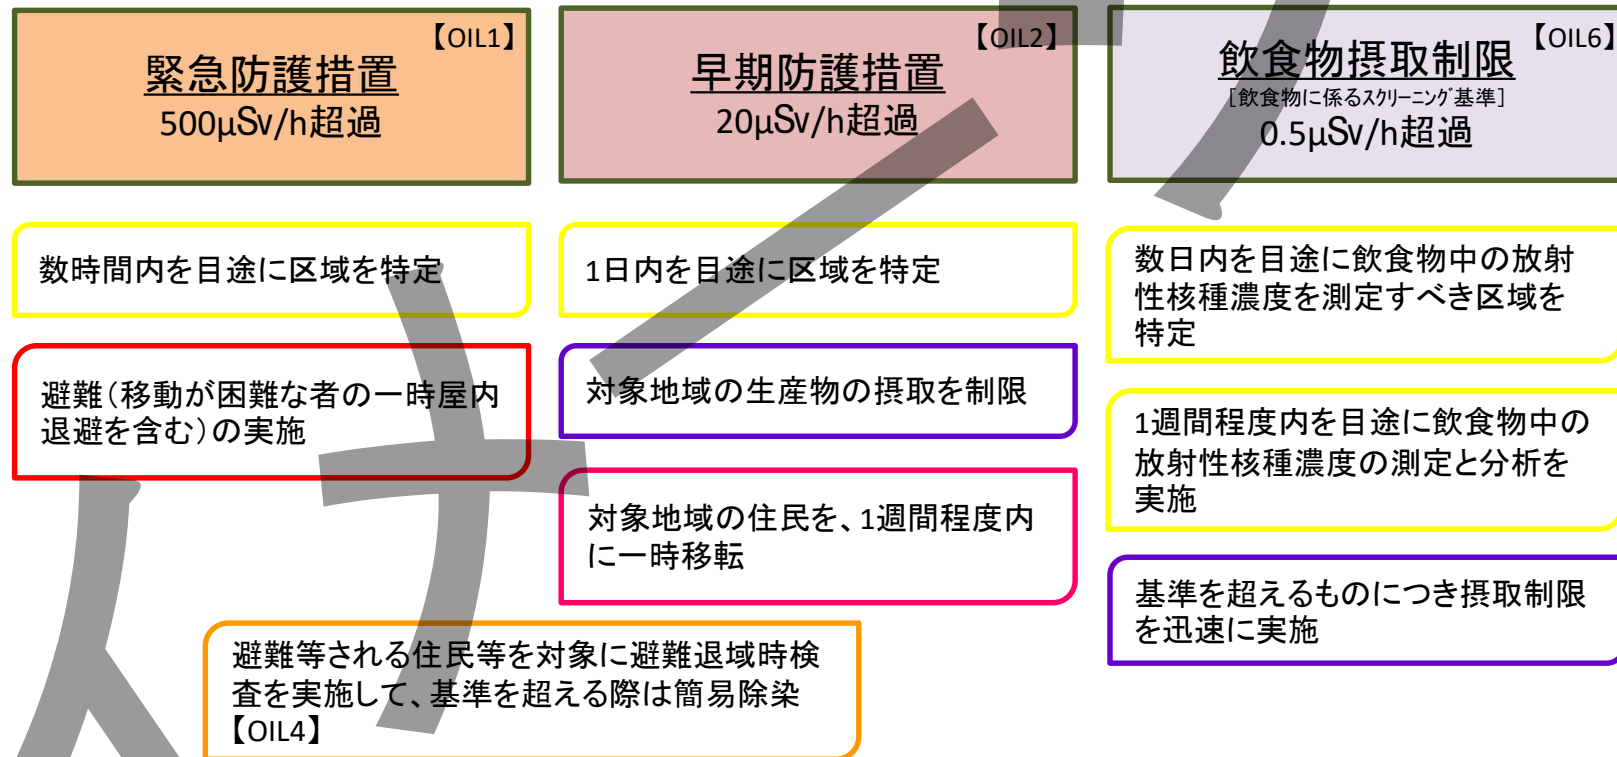 【OIL1】
緊急防護措置
500μSv/h超過
数時間内を目途に区域を特定
避難(移動が困難な者の一時屋内
退避を含む)の実施
【OIL2】
早期防護措置
20μSv/h超過
1日内を目途に区域を特定
対象地域の生産物の摂取を制限
対象地域の住民を、1週間程度内
に一時移転
避難等される住民等を対象に避難退域時検
査を実施して、基準を超える際は簡易除染
【OIL4】
【OIL6】
飲食物摂取制限
[飲食物に係るスクリーニング基準]
0.5μSv/h超過
数日内を目途に飲食物中の放射
性核種濃度を測定すべき区域を
特定
1週間程度内を目途に飲食物中の
放射性核種濃度の測定と分析を
実施
基準を超えるものにつき摂取制限
を迅速に実施